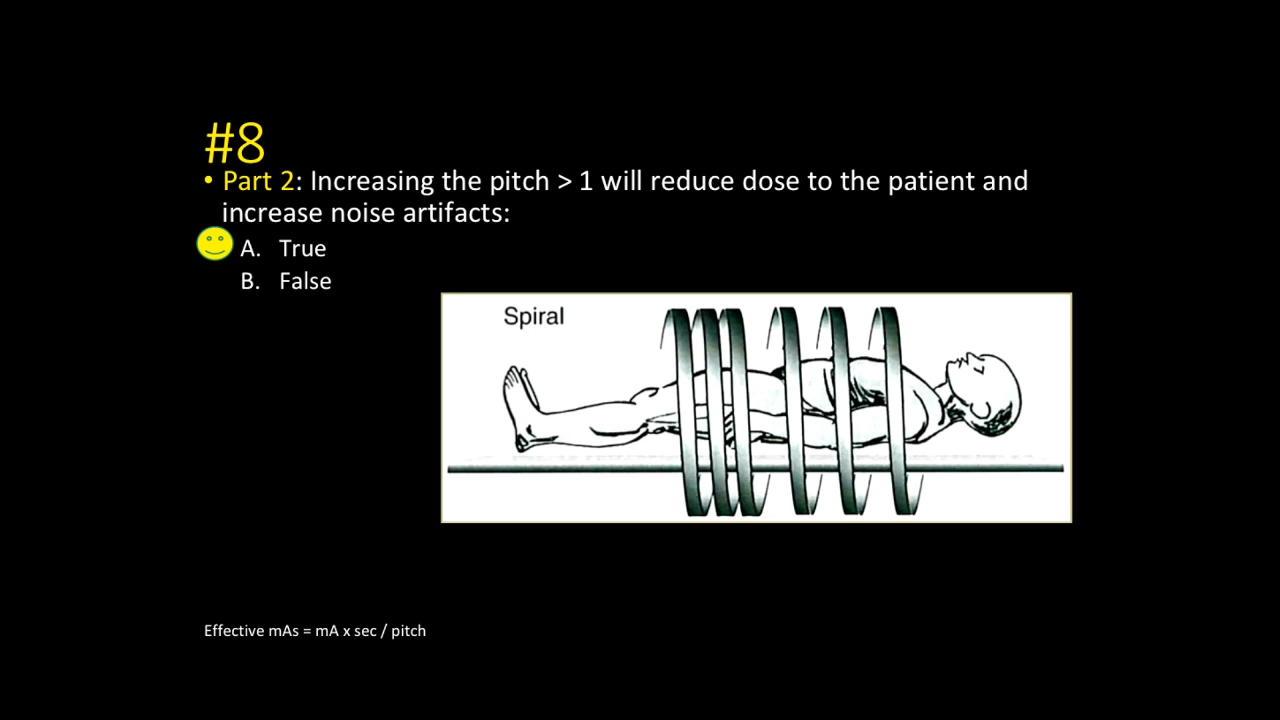 #8
• Part 2: Increasing the pitch > 1 will reduce dose to the patient and
increase noise artifacts:
A. True
B. False
Spiral
Effective mAs = mA x sec / pitch